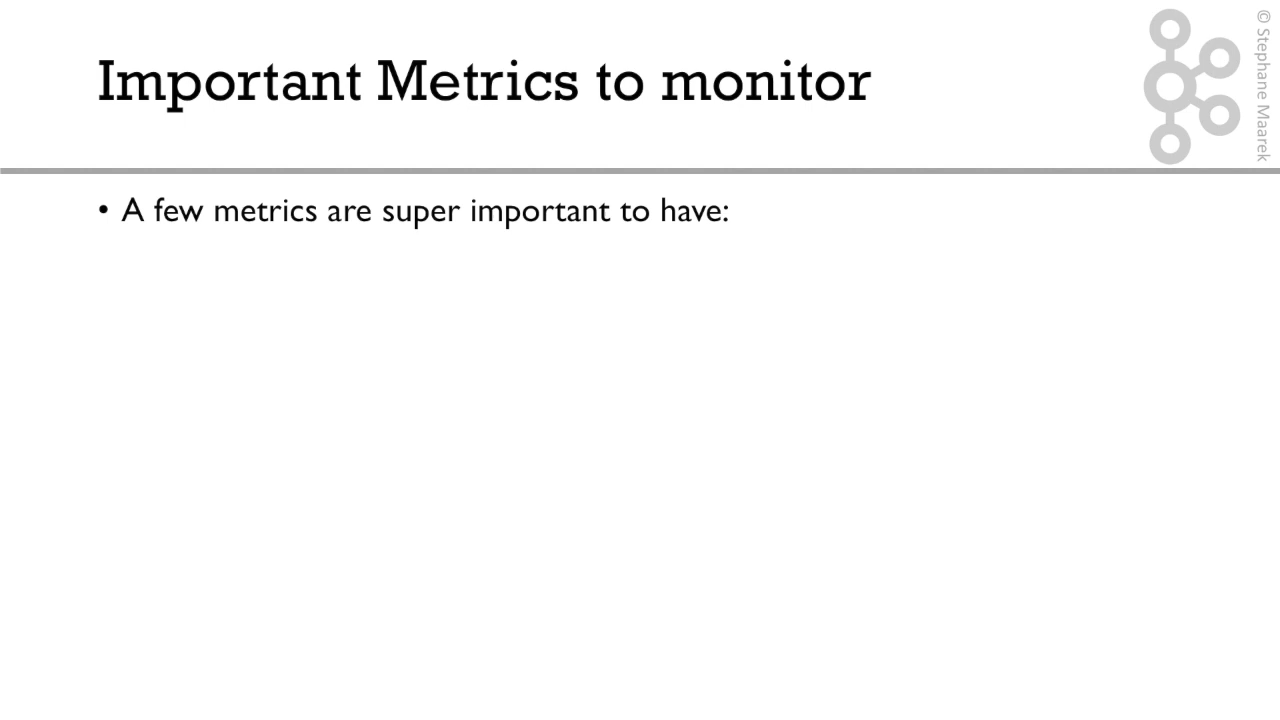 Important Metrics to monitor
© Stephane Maarek
• A few metrics are super important to have: